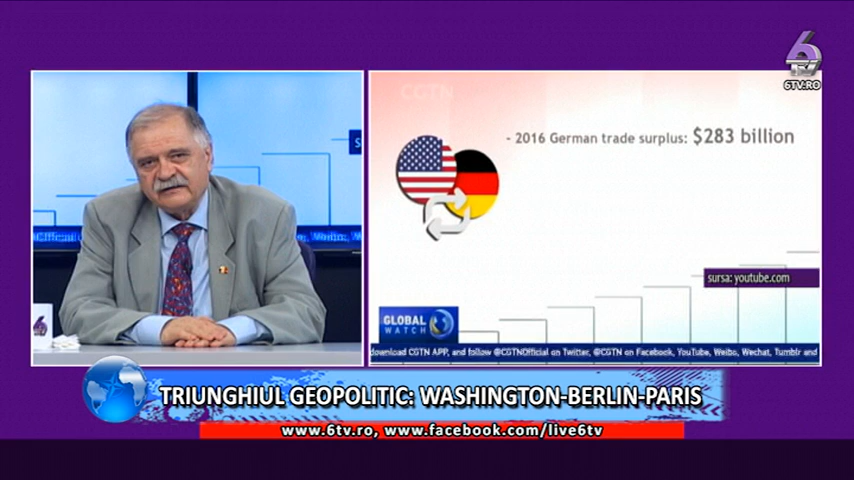 6
TV
6TV.RO
CGTN
- 2016 German trade surplus: $283 billion
sursa: youtube.com
GLOBAL
WATCH
download CGTN APP, and follow @CGTNOfficial on Twitter, @CGTN on Facebook, YouTube, Weibo, Wechat, Tumblr and
TRIUNGHIUL GEOPOLITIC: WASHINGTON-BERLIN-PARIS
www.6tv.ro, www.facebook.com/live6tv